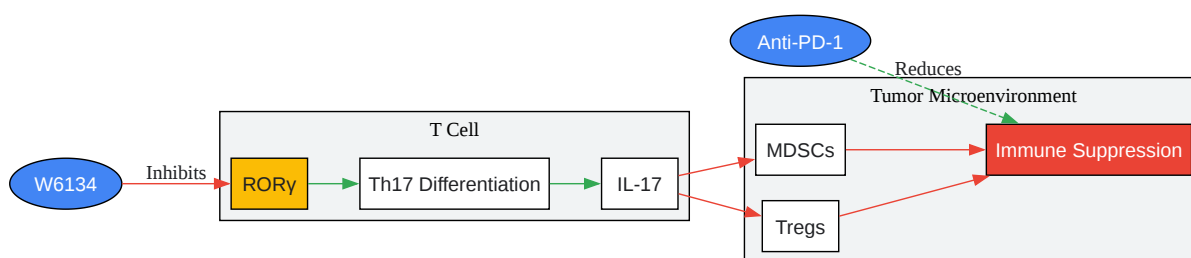 Anti-PD-1
Reduces
Tumor Microenvironment
T Cell
MDSCs
Immune Suppression
W6134
Inhibits
RORγ
Th17 Differentiation
IL-17
Tregs